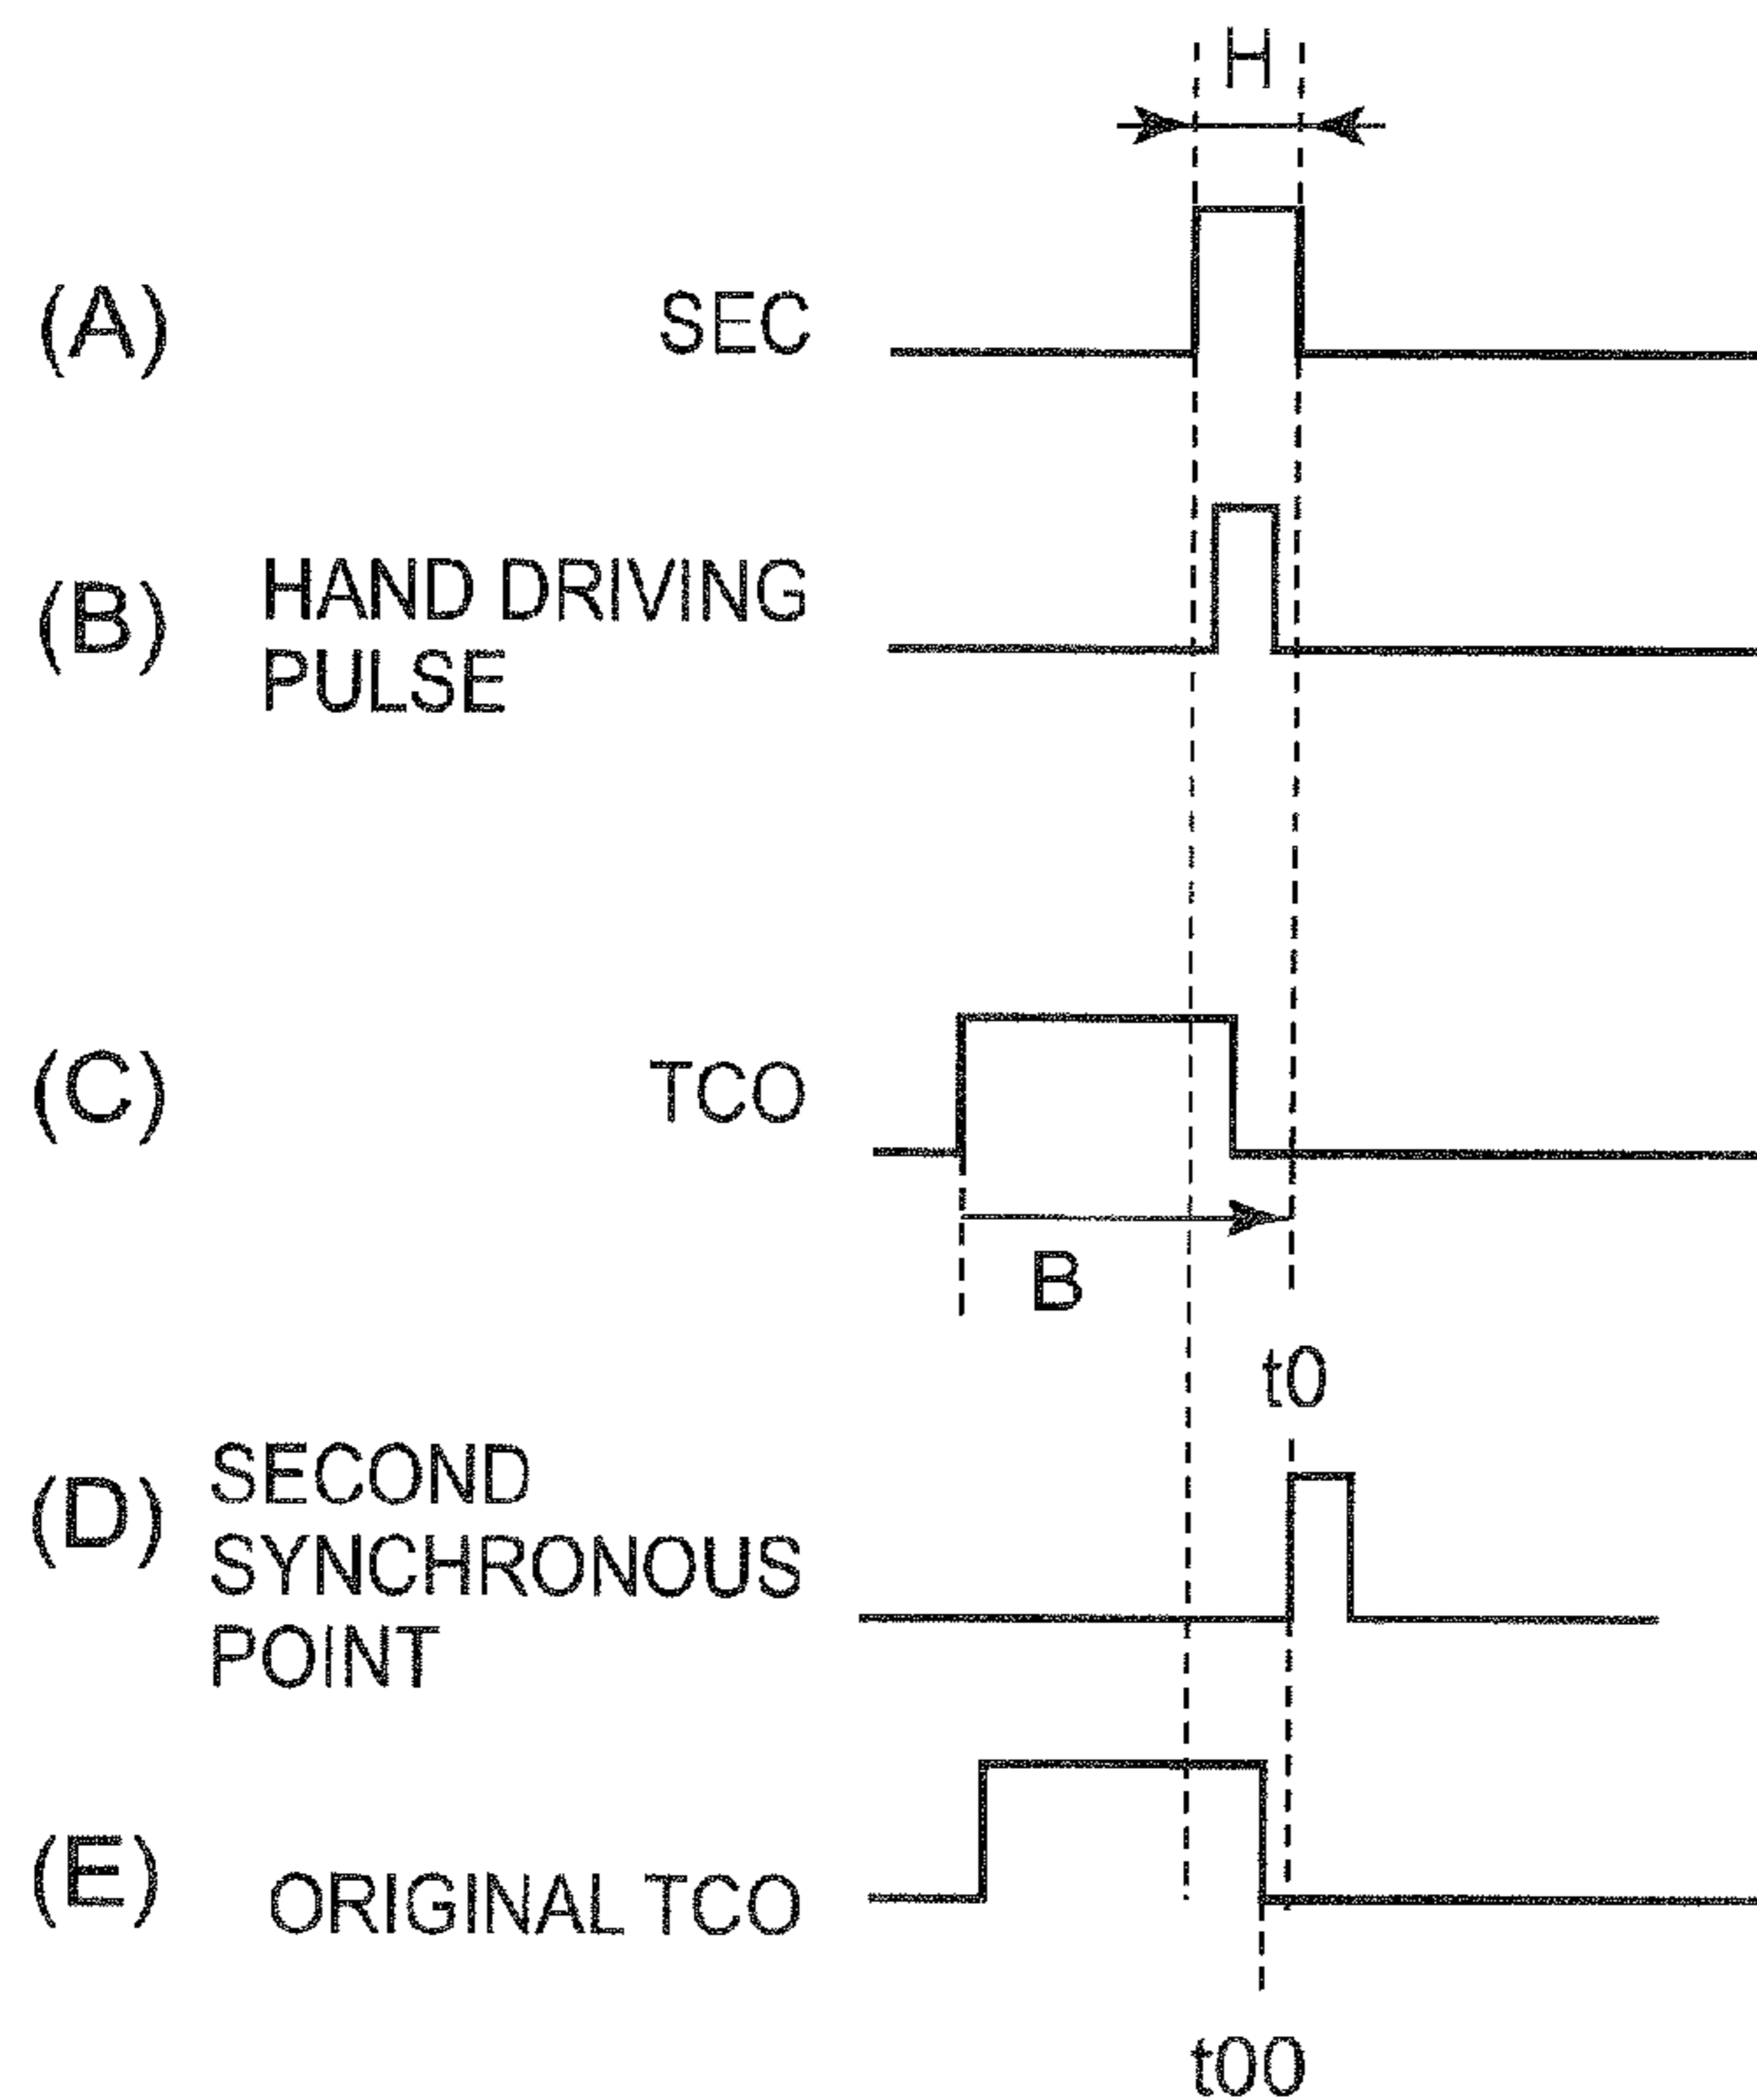 H
(A) SEC
(B) HAND DRIVING
PULSE
(C) TCO
B
t0
(D) SECOND
SYNCHRONOUS
POINT
(E) ORIGINAL TCO
t00